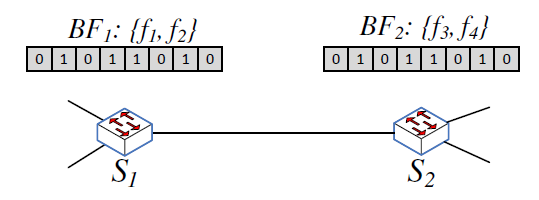 BF₁: {f₁, f₂} BF₂: {f₃, f₄}
0 1 0 1 1 0 1 0 0 1 0 1 1 0 1 0
S₁ S₂